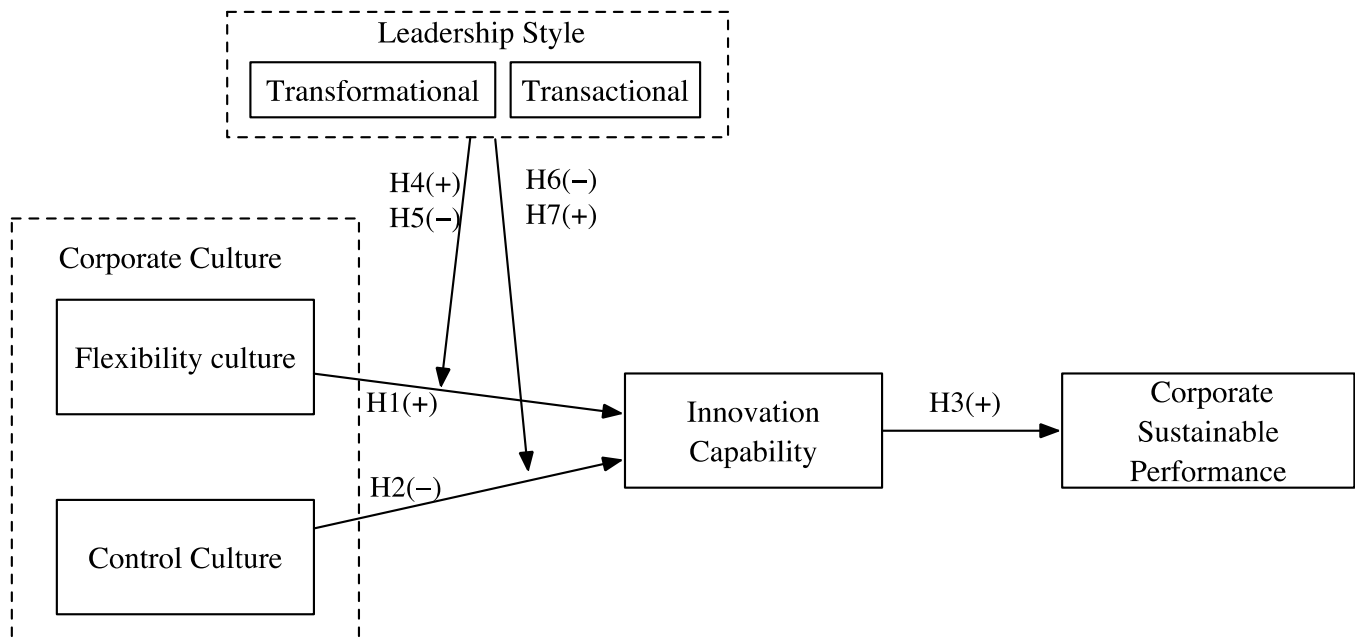 Leadership Style
Transformational
Transactional
H4(+)
H5(−)
H6(−)
H7(+)
Corporate Culture
Flexibility culture
H1(+)
Control Culture
H2(−)
Innovation
Capability
H3(+)
Corporate
Sustainable
Performance